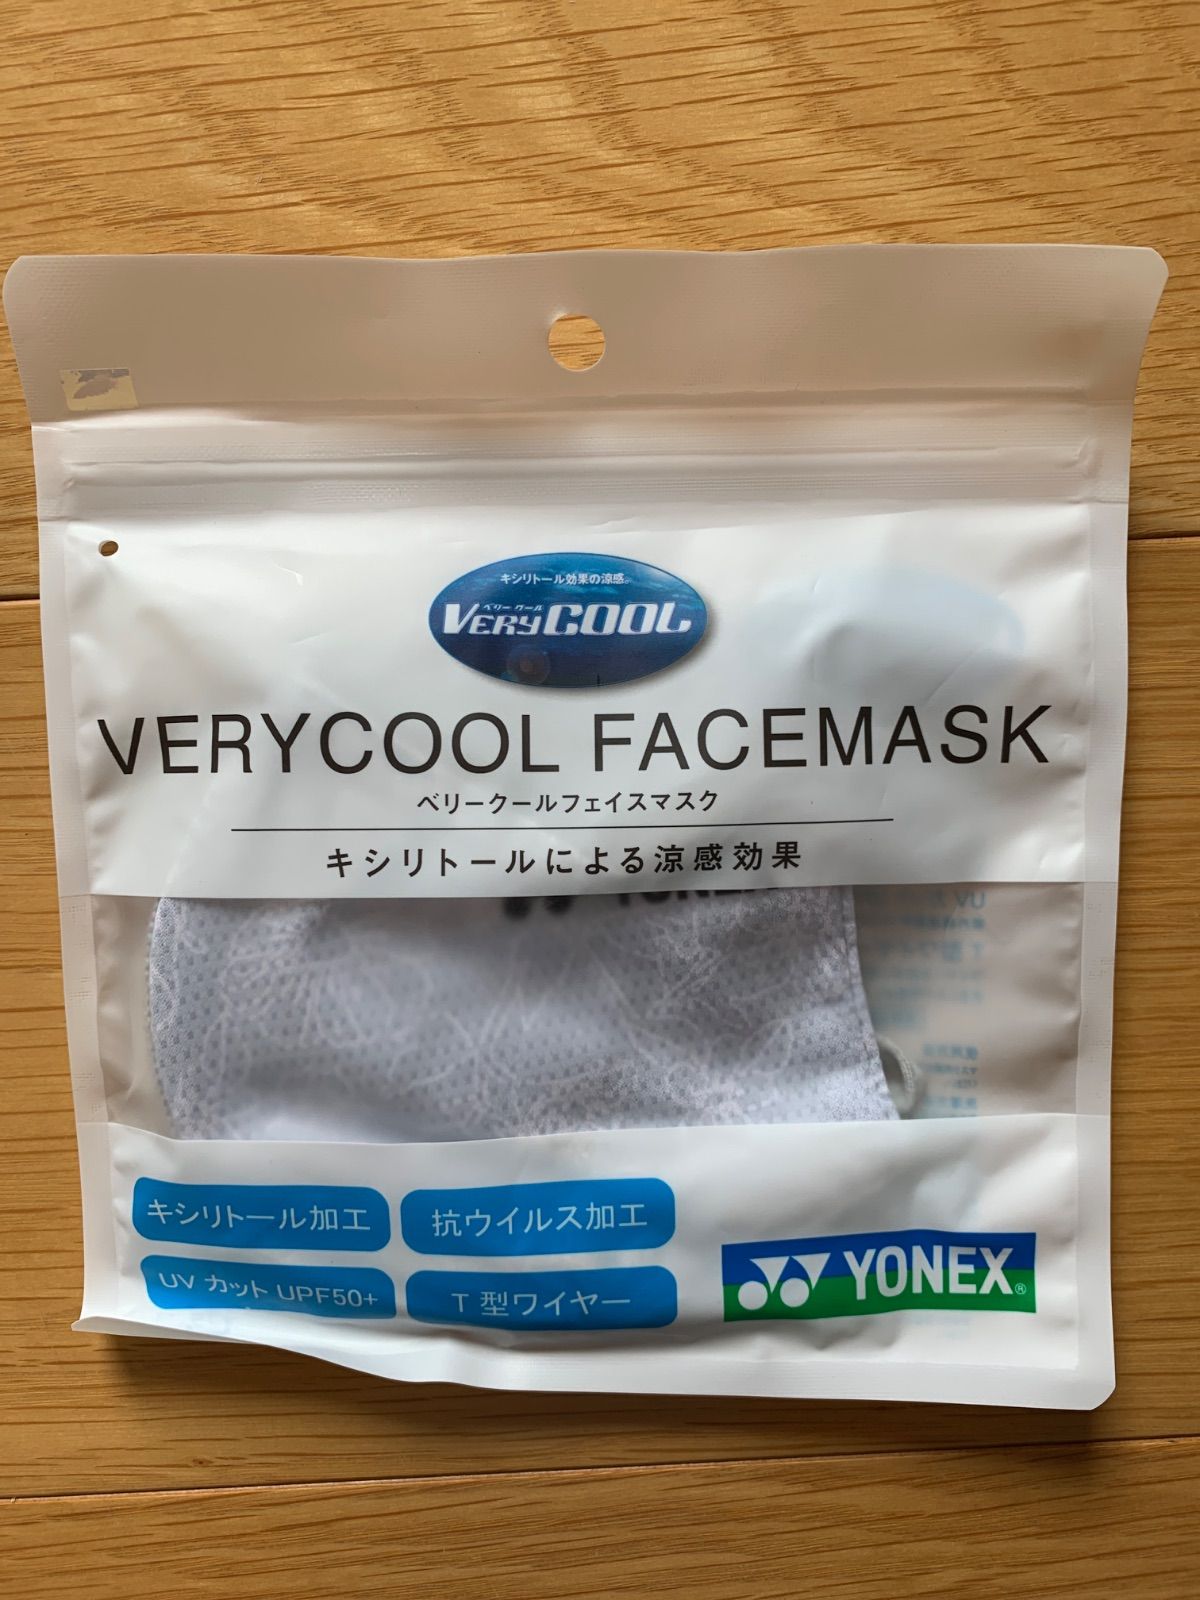 キシリトール効果の涼感。
ベリー クール
VERYCOOL
VERYCOOL FACEMASK
ベリークールフェイスマスク
キシリトールによる涼感効果
YONEX
キシリトール加工
抗ウイルス加工
UV カット UPF50+
T 型ワイヤー
YONEX®